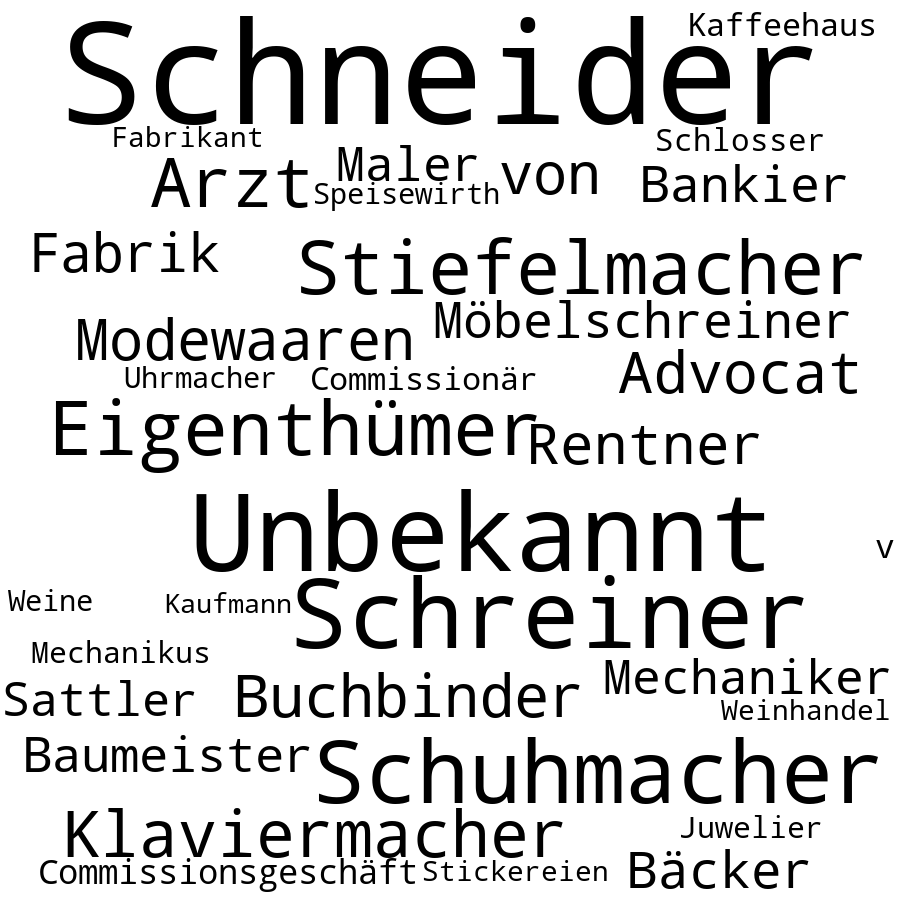 Kaffeehaus
Schneider
Fabrikant
Schlosser
Maler
von
Arzt
Speisewirth
Bankier
Fabrik
Stiefelmacher
Möbelschreiner
Modewaaren
Uhrmacher
Commissionär
Advocat
Eigenthümer
Rentner
Unbekannt
v
Weine
Kaufmann
Schreiner
Mechanikus
Mechaniker
Sattler
Buchbinder
Weinhandel
Baumeister
Schuhmacher
Klaviermacher
Juwelier
Commissionsgeschäft
Stickereien
Bäcker